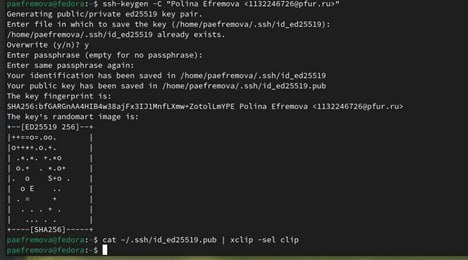 paefremova@fedora:~$ ssh-keygen -C "Polina Efremova <1132246726@pfur.ru>"
Generating public/private ed25519 key pair.
Enter file in which to save the key (/home/paefremova/.ssh/id_ed25519):
/home/paefremova/.ssh/id_ed25519 already exists.
Overwrite (y/n)? y
Enter passphrase (empty for no passphrase):
Enter same passphrase again:
Your identification has been saved in /home/paefremova/.ssh/id_ed25519
Your public key has been saved in /home/paefremova/.ssh/id_ed25519.pub
The key fingerprint is:
SHA256:bfGARGnAA4HIB4w38ajFx3IJ1MnfLXmw+ZotolLmYPE Polina Efremova <1132246726@pfur.ru>
The key's randomart image is:
+--[ED25519 256]--+
|++==o=.oo.       |
|o++*+.o.+.       |
| .*.*. +.*o      |
| o.+  . *.o+     |
|. o    S+o .     |
| o E    ..       |
| . =     +       |
|  . . . + .      |
|   ... . .       |
+----[SHA256]-----+
paefremova@fedora:~$ cat ~/.ssh/id_ed25519.pub | xclip -sel clip
paefremova@fedora:~$